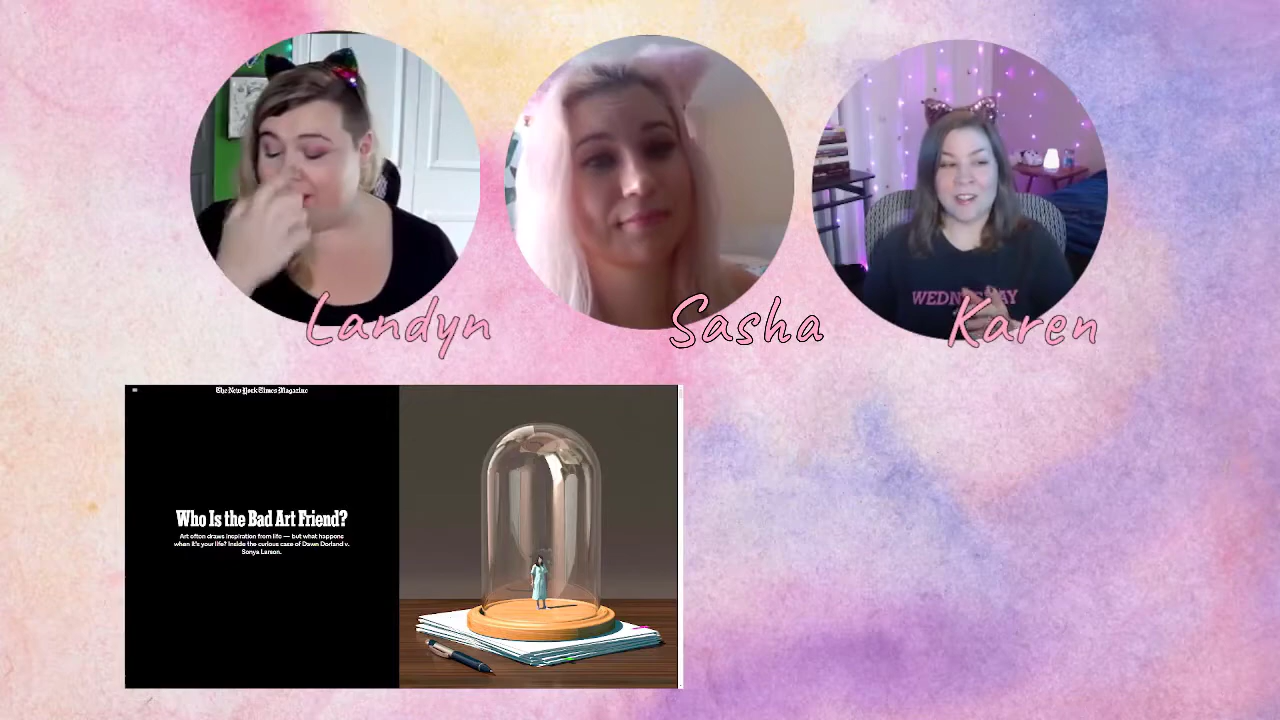 WEDNESDAY
Landyn
Sasha
Karen
The New York Times Magazine
Who Is the Bad Art Friend?
Art often draws inspiration from life — but what happens
when it's your life? Inside the curious case of Dawn Dorland v.
Sonya Larson.